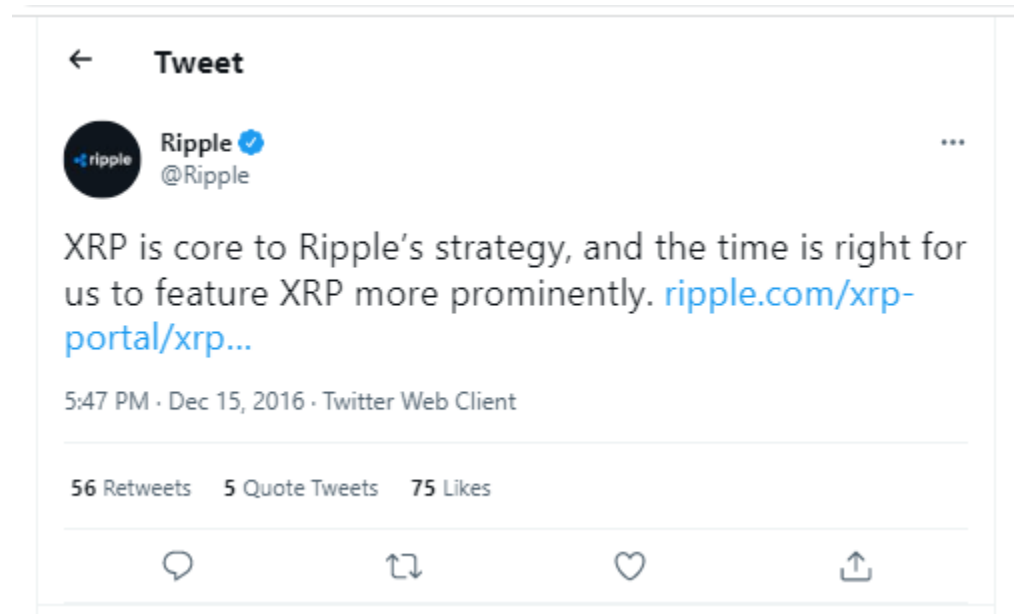 Tweet
ripple
Ripple
@Ripple
XRP is core to Ripple’s strategy, and the time is right for
us to feature XRP more prominently. ripple.com/xrp-
portal/xrp...
5:47 PM · Dec 15, 2016 · Twitter Web Client
56 Retweets 5 Quote Tweets 75 Likes